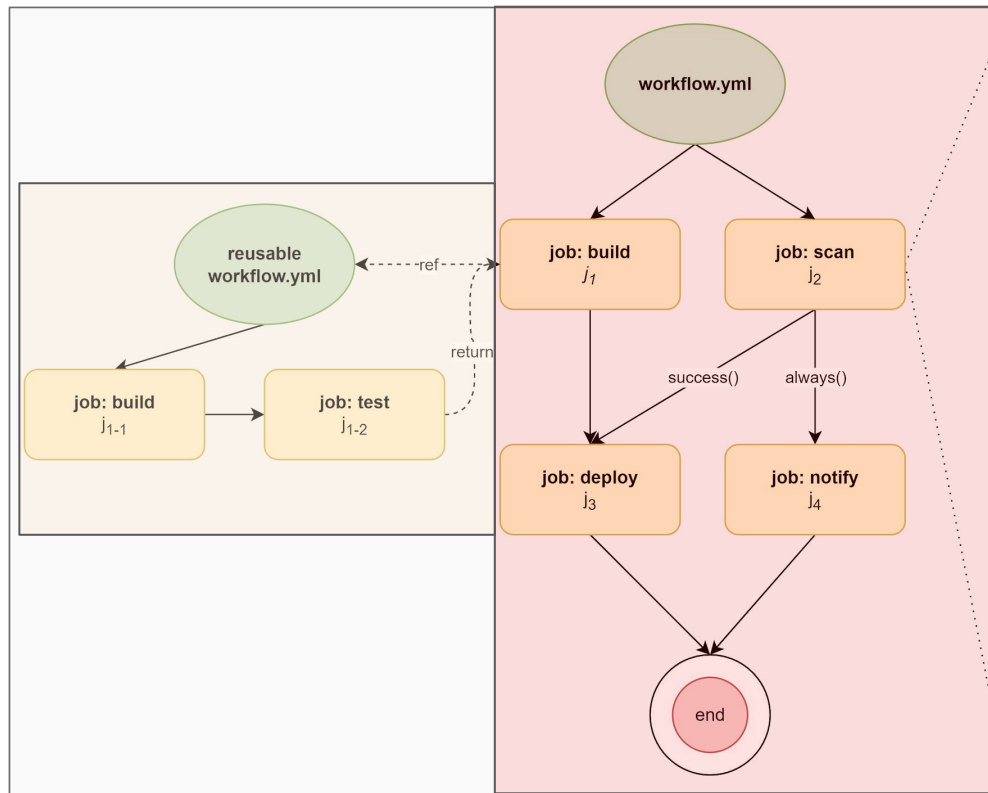 workflow.yml
reusable
workflow.yml
ref
job: build
j1
job: scan
j2
return
success()
always()
job: build
j1-1
job: test
j1-2
job: deploy
j3
job: notify
j4
end